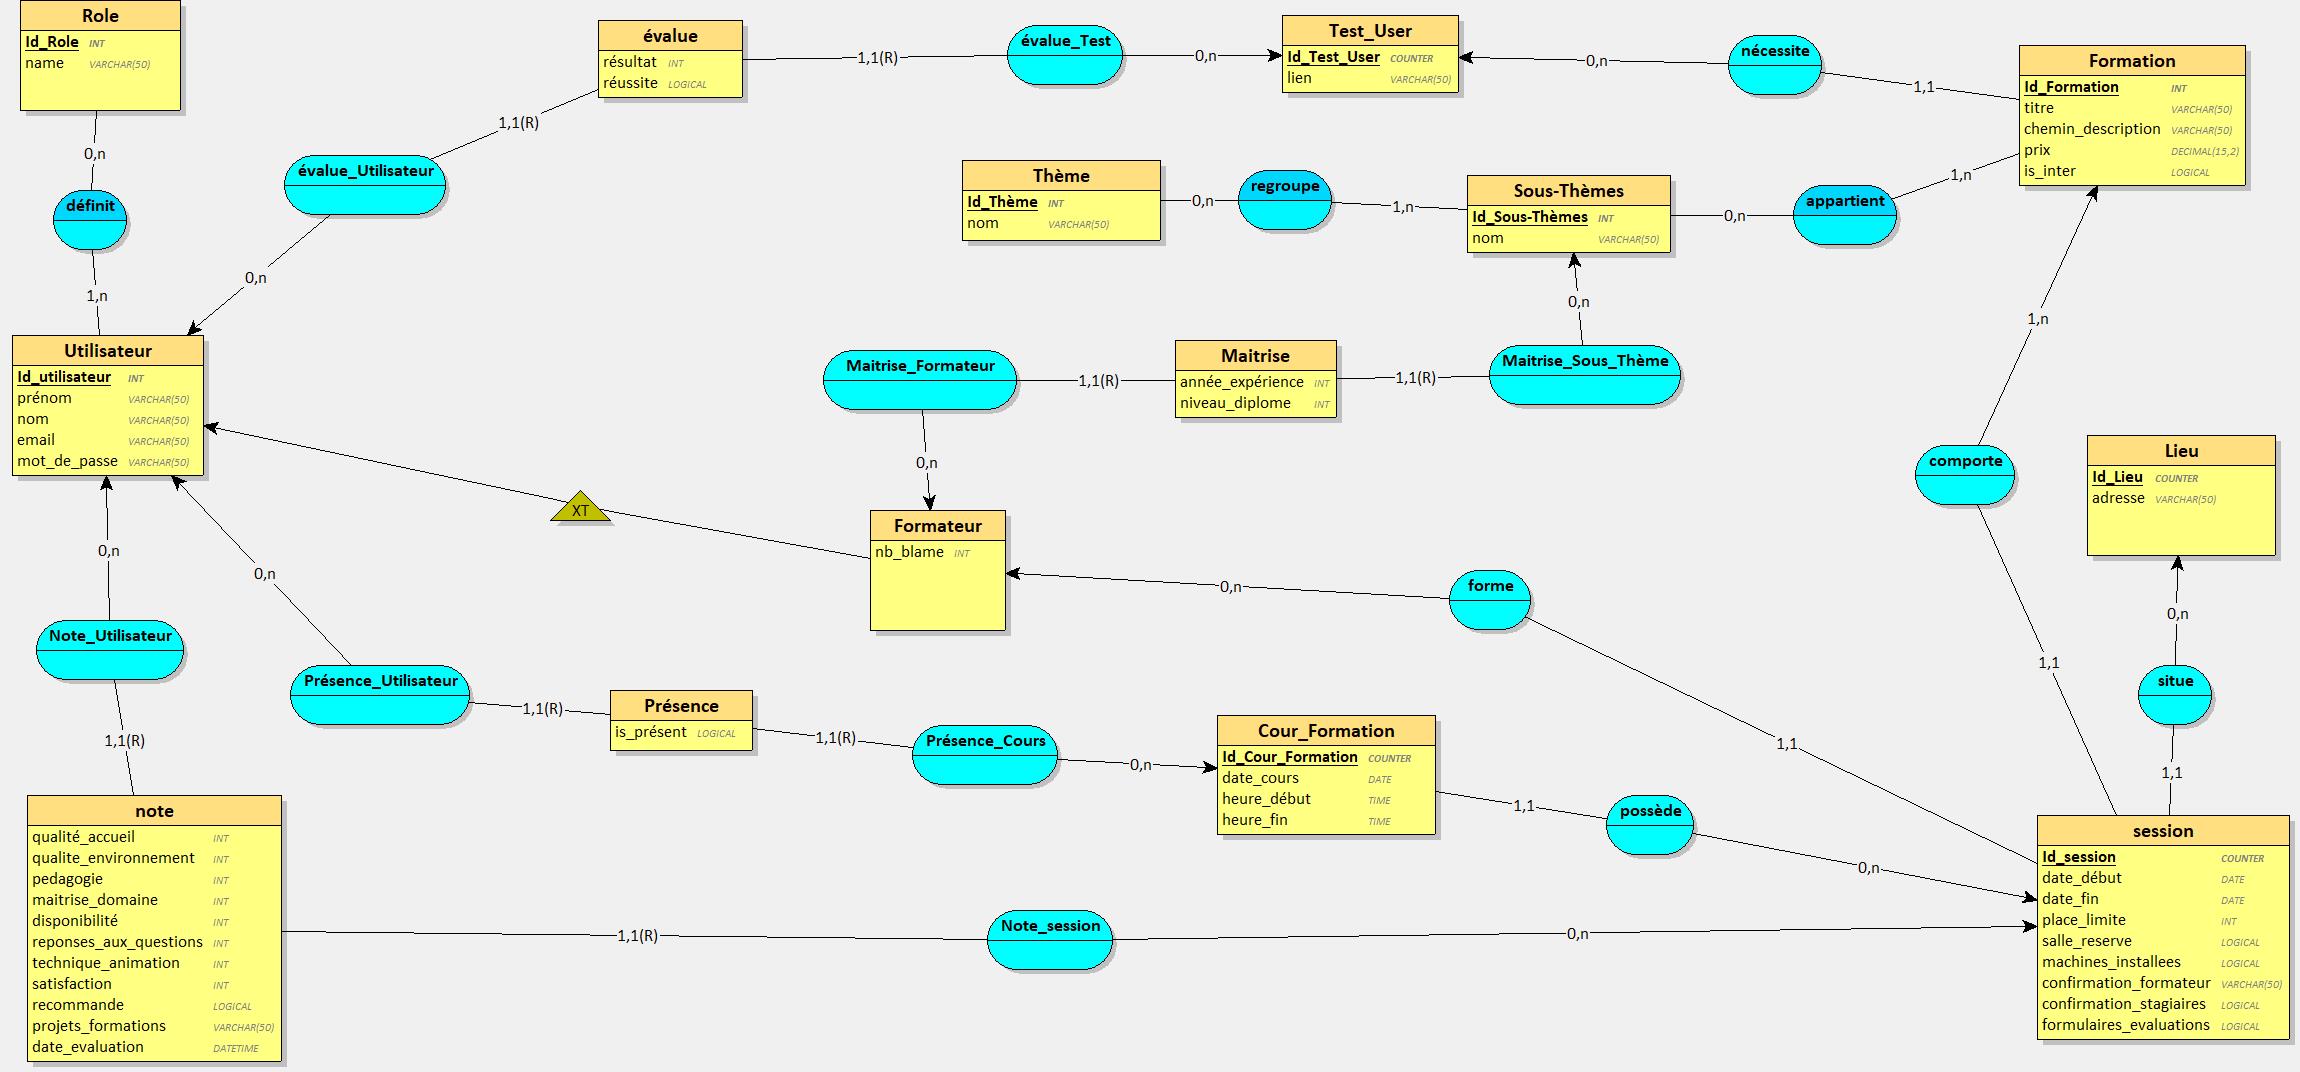 Role
Id_Role INT
name VARCHAR(50)
0,n
définit
1,n
évalue
résultat INT
réussite LOGICAL
1,1(R)
évalue_Test
0,n
Test_User
Id_Test_User COUNTER
lien VARCHAR(50)
0,n
nécessite
1,1
Formation
Id_Formation INT
titre VARCHAR(50)
chemin_description VARCHAR(50)
prix DECIMAL(15,2)
is_inter LOGICAL
1,1(R)
évalue_Utilisateur
0,n
Thème
Id_Thème INT
nom VARCHAR(50)
0,n
regroupe
1,n
Sous-Thèmes
Id_Sous-Thèmes INT
nom VARCHAR(50)
0,n
appartient
1,n
0,n
1,n
Utilisateur
Id_utilisateur INT
prénom VARCHAR(50)
nom VARCHAR(50)
email VARCHAR(50)
mot_de_passe VARCHAR(50)
Maitrise_Formateur
1,1(R)
Maitrise
année_expérience INT
niveau_diplome INT
1,1(R)
Maitrise_Sous_Thème
0,n
XT
Formateur
nb_blame INT
comporte
Lieu
Id_Lieu COUNTER
adresse VARCHAR(50)
0,n
0,n
0,n
forme
0,n
1,1
situe
1,1
1,1
Note_Utilisateur
1,1(R)
Présence_Utilisateur
1,1(R)
Présence
is_présent LOGICAL
1,1(R)
Présence_Cours
0,n
Cour_Formation
Id_Cour_Formation COUNTER
date_cours DATE
heure_début TIME
heure_fin TIME
1,1
possède
0,n
note
qualité_accueil INT
qualite_environnement INT
pedagogie INT
maitrise_domaine INT
disponibilité INT
reponses_aux_questions INT
technique_animation INT
satisfaction INT
recommande LOGICAL
projets_formations VARCHAR(50)
date_evaluation DATETIME
1,1(R)
Note_session
0,n
session
Id_session COUNTER
date_début DATE
date_fin DATE
place_limite INT
salle_reserve LOGICAL
machines_installees LOGICAL
confirmation_formateur VARCHAR(50)
confirmation_stagiaires LOGICAL
formulaires_evaluations LOGICAL